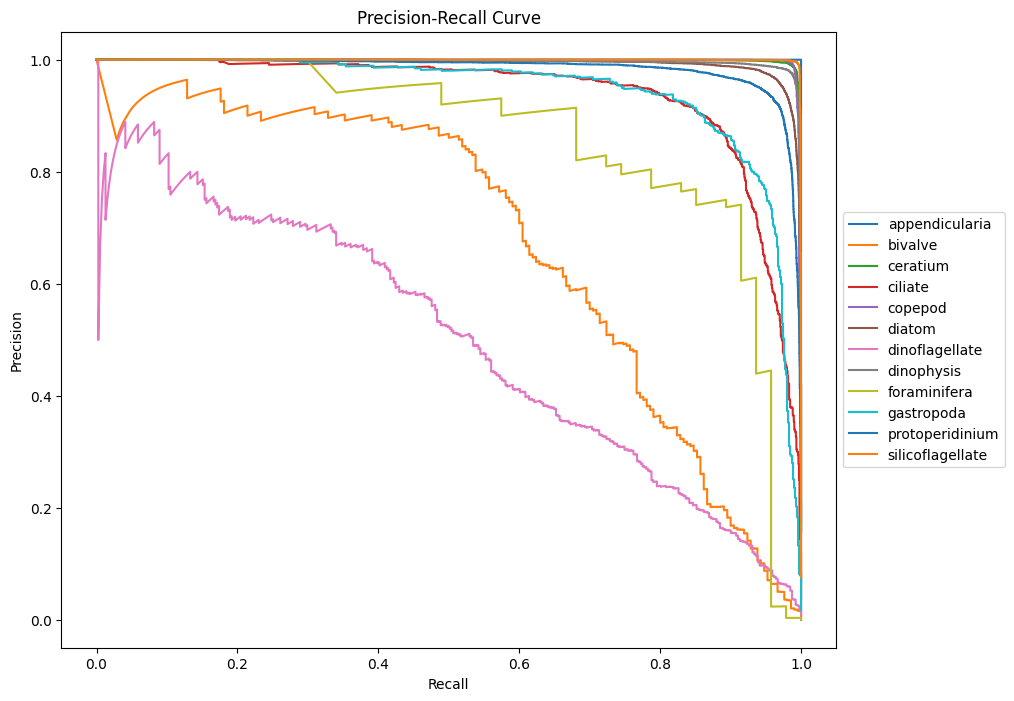 Precision-Recall Curve
1.0
0.8
0.6
0.4
0.2
0.0
Precision
0.0
0.2
0.4
0.6
0.8
1.0
Recall
appendicularia
bivalve
ceratium
ciliate
copepod
diatom
dinoflagellate
dinophysis
foraminifera
gastropoda
protoperidinium
silicoflagellate